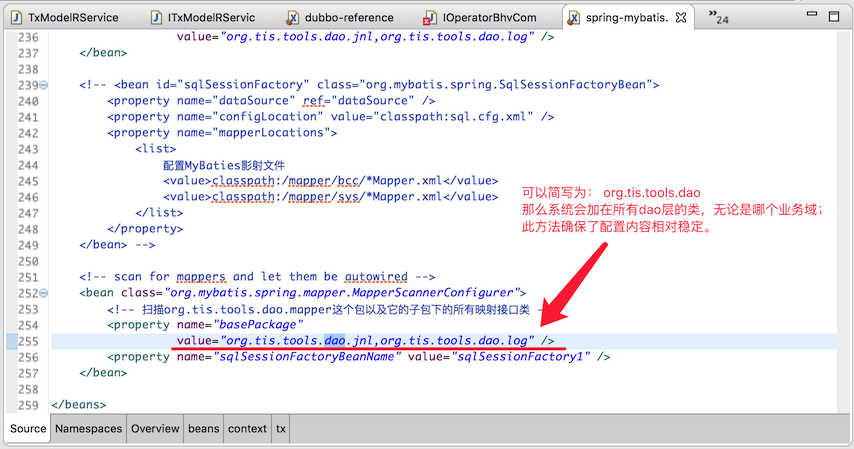 TxModelRService
ITxModelRServic
dubbo-reference
IOperatorBhvCom
spring-mybatis.
24
236 value="org.tis.tools.dao.jnl,org.tis.tools.dao.log" />
237 </bean>
238
239 <!-- <bean id="sqlSessionFactory" class="org.mybatis.spring.SqlSessionFactoryBean">
240 <property name="dataSource" ref="dataSource" />
241 <property name="configLocation" value="classpath:sql.cfg.xml" />
242 <property name="mapperLocations">
243 <list>
244 配置MyBaties影射文件
245 <value>classpath:/mapper/bcc/*Mapper.xml</value>
246 <value>classpath:/mapper/sys/*Mapper.xml</value>
247 </list>
248 </property>
249 </bean> -->
可以简写为: org.tis.tools.dao
那么系统会加在所有dao层的类,无论是哪个业务域;
此方法确保了配置内容相对稳定。
250
251 <!-- scan for mappers and let them be autowired -->
252 <bean class="org.mybatis.spring.mapper.MapperScannerConfigurer">
253 <!-- 扫描org.tis.tools.dao.mapper这个包以及它的子包下的所有映射接口类 -
254 <property name="basePackage"
255 value="org.tis.tools.dao.jnl,org.tis.tools.dao.log" />
256 <property name="sqlSessionFactoryBeanName" value="sqlSessionFactory1" />
257 </bean>
258
259 </beans>
Source
Namespaces
Overview
beans
context
tx